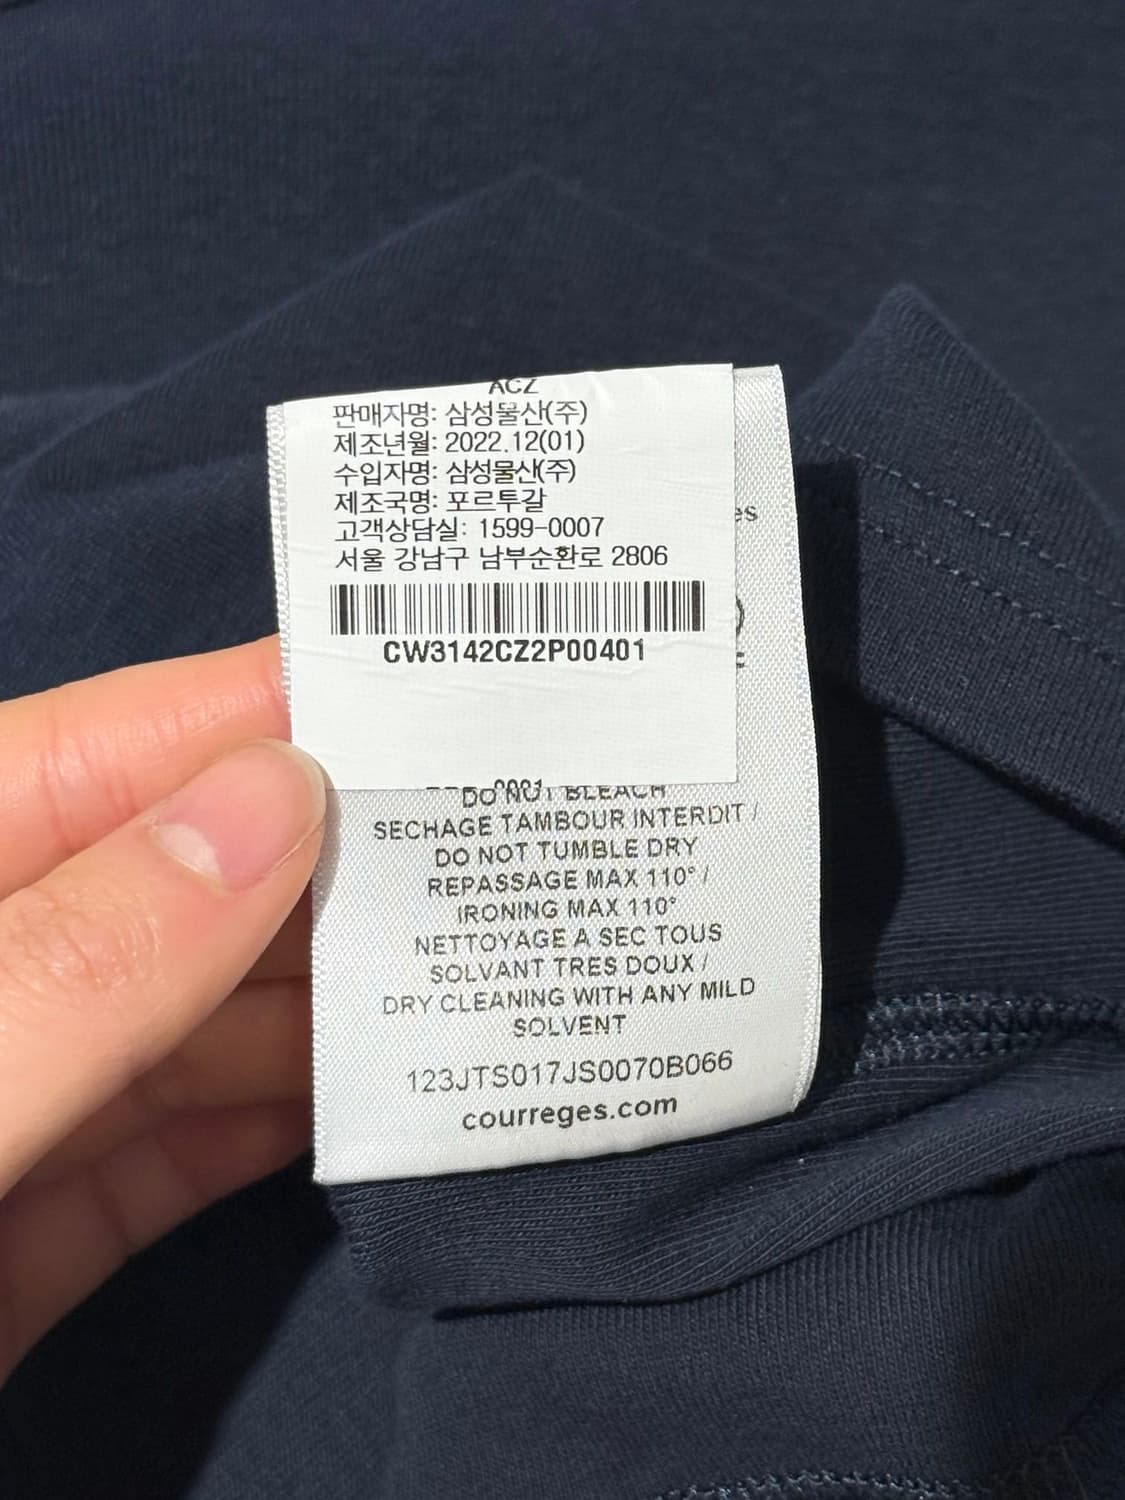 ACZ
판매자명: 삼성물산(주)
제조년월: 2022.12(01)
수입자명: 삼성물산(주)
제조국명: 포르투갈
고객상담실: 1599-0007
서울 강남구 남부순환로 2806
CW3142CZ2P00401
es
DO NOT BLEACH
SECHAGE TAMBOUR INTERDIT /
DO NOT TUMBLE DRY
REPASSAGE MAX 110° /
IRONING MAX 110°
NETTOYAGE A SEC TOUS
SOLVANT TRES DOUX /
DRY CLEANING WITH ANY MILD
SOLVENT
123JTS017JS0070B066
courreges.com